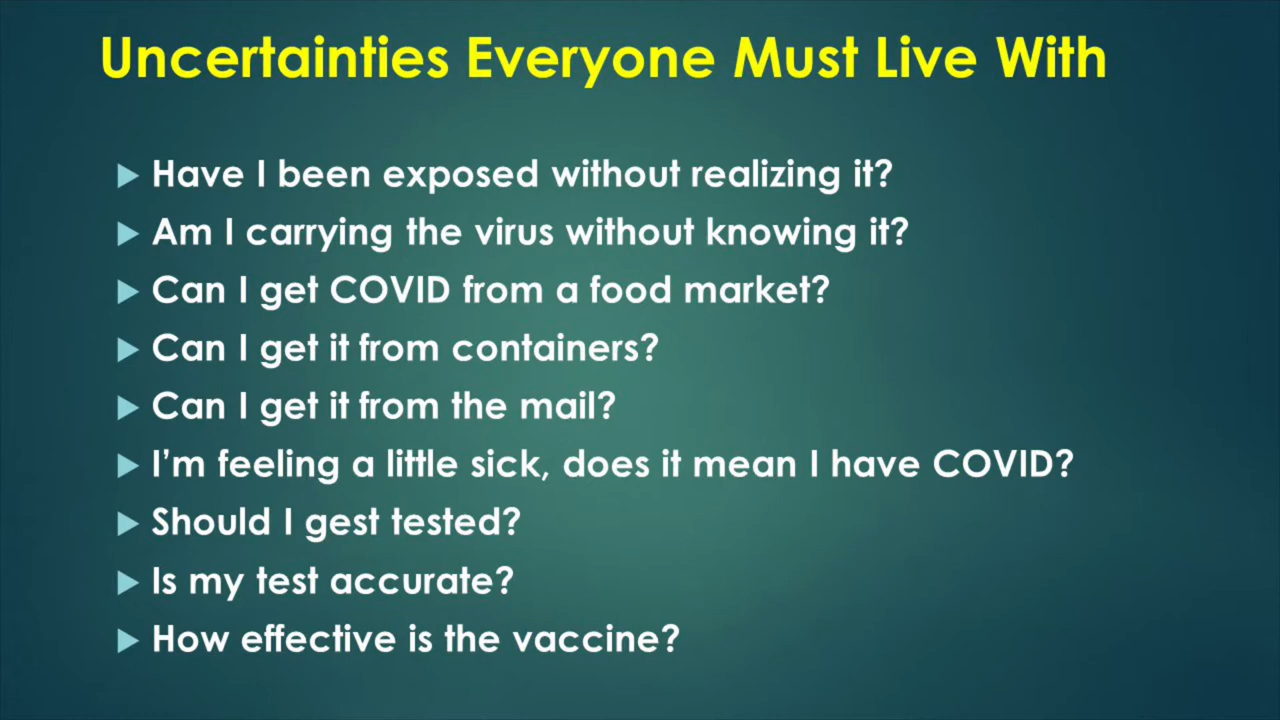 Uncertainties Everyone Must Live With
Have I been exposed without realizing it?
Am I carrying the virus without knowing it?
Can I get COVID from a food market?
Can I get it from containers?
Can I get it from the mail?
I'm feeling a little sick, does it mean I have COVID?
Should I gest tested?
Is my test accurate?
How effective is the vaccine?